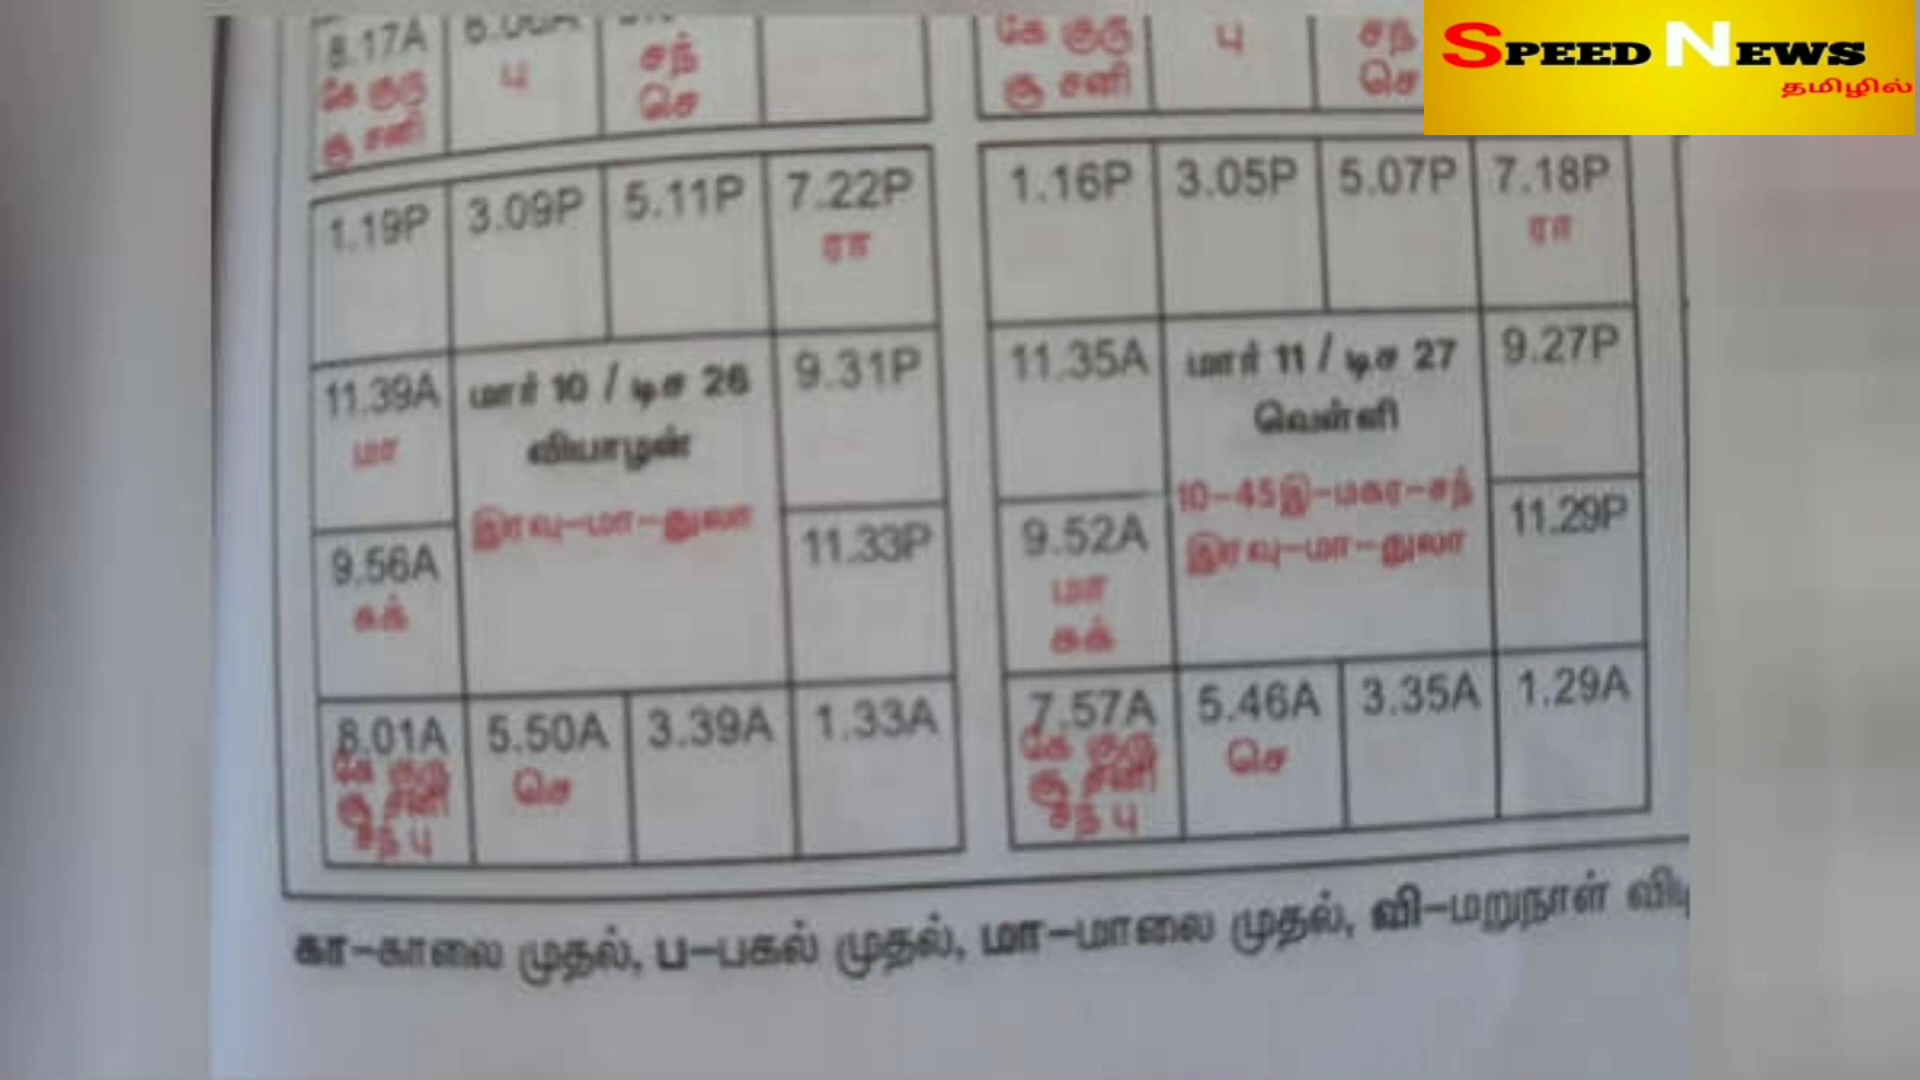 SPEED NEWS
தமிழில்
8.17A
கே குரு
சூ சனி
பு
சந்
செ
கே குரு
சூ சனி
பு
சந்
செ
1.19P 3.09P 5.11P 7.22P
ரா
11.39A
மா
மார் 10 / டிச 26
வியாழன்
இரவு-மா-துலா
9.31P
9.56A
சுக்
11.33P
8.01A 5.50A 3.39A 1.33A
கே குரு
சூ சனி
சந் பு
செ
1.16P 3.05P 5.07P 7.18P
ரா
11.35A
மார் 11 / டிச 27
வெள்ளி
10-45இ-மகர-சந்
இரவு-மா-துலா
9.27P
9.52A
மா
சுக்
11.29P
7.57A 5.46A 3.35A 1.29A
கே குரு
சூ சனி
சந் பு
செ
கா-காலை முதல், ப-பகல் முதல், மா-மாலை முதல், வி-மறுநாள்